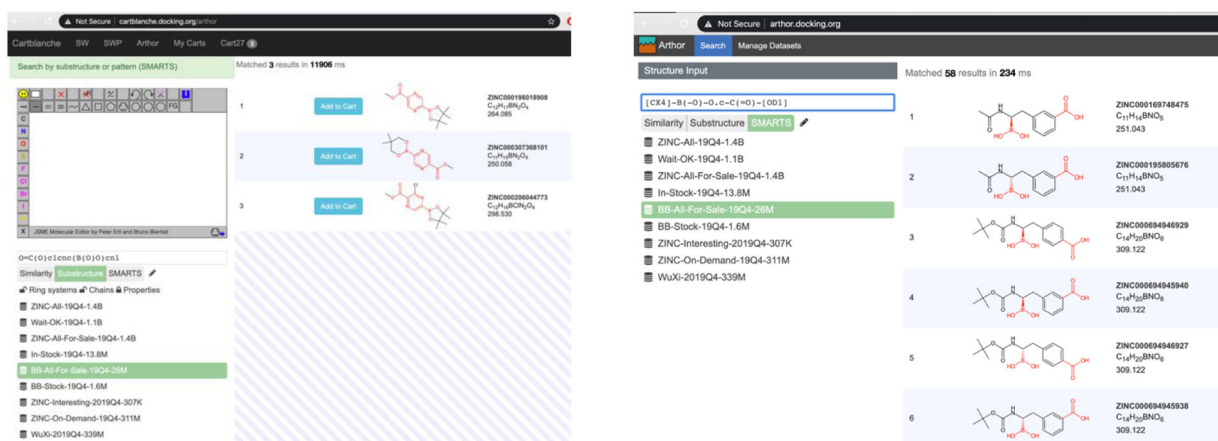 Not Secure | cartblanche.docking.org/arthor
Cartblanche SW SWP Arthor My Carts Cart27 3
Search by substructure or pattern (SMARTS)
Matched 3 results in 11906 ms
FG
C
N
O
S
F
Cl
Br
I
X JSME Molecular Editor by Peter Ertl and Bruno Bienfait
O=C(O)c1cnc(B(O)O)cn1
Similarity Substructure SMARTS
Ring systems Chains Properties
ZINC-All-19Q4-1.4B
Wait-OK-19Q4-1.1B
ZINC-All-For-Sale-19Q4-1.4B
In-Stock-19Q4-13.8M
BB-All-For-Sale-19Q4-26M
BB-Stock-19Q4-1.6M
ZINC-Interesting-2019Q4-307K
ZINC-On-Demand-19Q4-311M
WuXi-2019Q4-339M
1 Add to Cart ZINC000198018908
C12H17BN2O4
264.085
2 Add to Cart ZINC000307368101
C11H15BN2O4
250.058
3 Add to Cart ZINC000206044773
C12H16BClN2O4
298.530
Not Secure | arthor.docking.org
Arthor Search Manage Datasets
Structure Input
Matched 58 results in 234 ms
[CX4]-B(-O)-O.c-C(=O)-[OD1]
Similarity Substructure SMARTS
ZINC-All-19Q4-1.4B
Wait-OK-19Q4-1.1B
ZINC-All-For-Sale-19Q4-1.4B
In-Stock-19Q4-13.8M
BB-All-For-Sale-19Q4-26M
BB-Stock-19Q4-1.6M
ZINC-Interesting-2019Q4-307K
ZINC-On-Demand-19Q4-311M
WuXi-2019Q4-339M
1 ZINC000169748475
C11H14BNO5
251.043
2 ZINC000195805676
C11H14BNO5
251.043
3 ZINC000694946929
C14H20BNO6
309.122
4 ZINC000694945940
C14H20BNO6
309.122
5 ZINC000694946927
C14H20BNO6
309.122
6 ZINC000694945938
C14H20BNO6
309.122